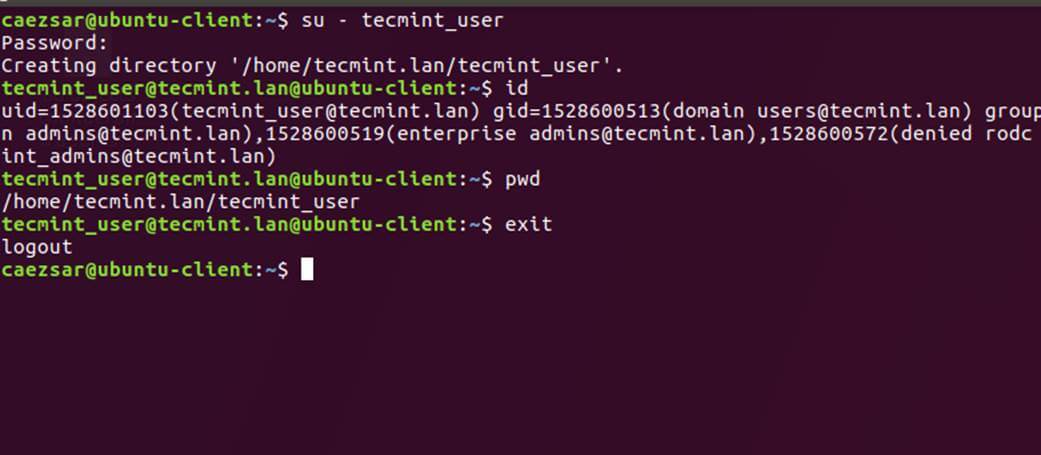 caezsar@ubuntu-client:~$ su - tecmint_user
Password:
Creating directory '/home/tecmint.lan/tecmint_user'.
tecmint_user@tecmint.lan@ubuntu-client:~$ id
uid=1528601103(tecmint_user@tecmint.lan) gid=1528600513(domain users@tecmint.lan) group
n admins@tecmint.lan),1528600519(enterprise admins@tecmint.lan),1528600572(denied rodc
int_admins@tecmint.lan)
tecmint_user@tecmint.lan@ubuntu-client:~$ pwd
/home/tecmint.lan/tecmint_user
tecmint_user@tecmint.lan@ubuntu-client:~$ exit
logout
caezsar@ubuntu-client:~$